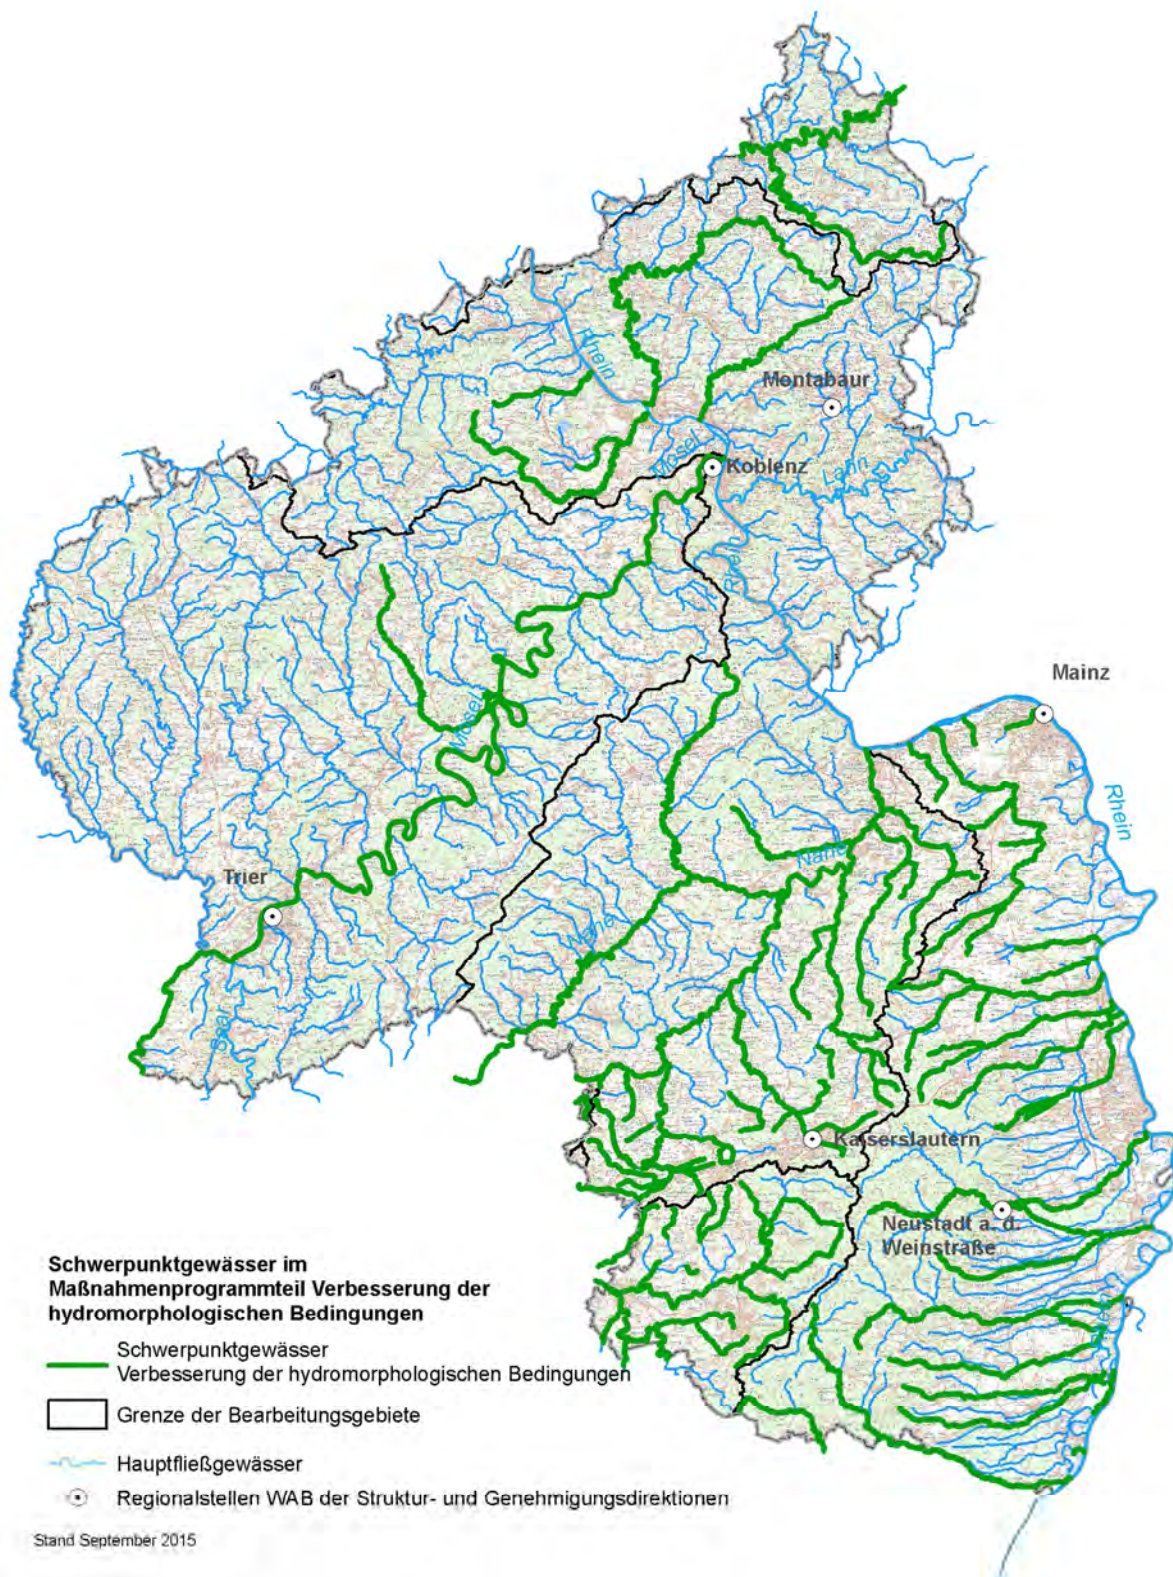 Rhein
Montabaur
Mosel
Koblenz
Lahn
Rhein
Mainz
Mosel
Rhein
Nahe
Trier
Nahe
Saar
Kaiserslautern
Neustadt a. d.
Weinstraße
Rhein
Schwerpunktgewässer im
Maßnahmenprogrammteil Verbesserung der
hydromorphologischen Bedingungen
Schwerpunktgewässer
Verbesserung der hydromorphologischen Bedingungen
Grenze der Bearbeitungsgebiete
Hauptfließgewässer
Regionalstellen WAB der Struktur- und Genehmigungsdirektionen
Stand September 2015